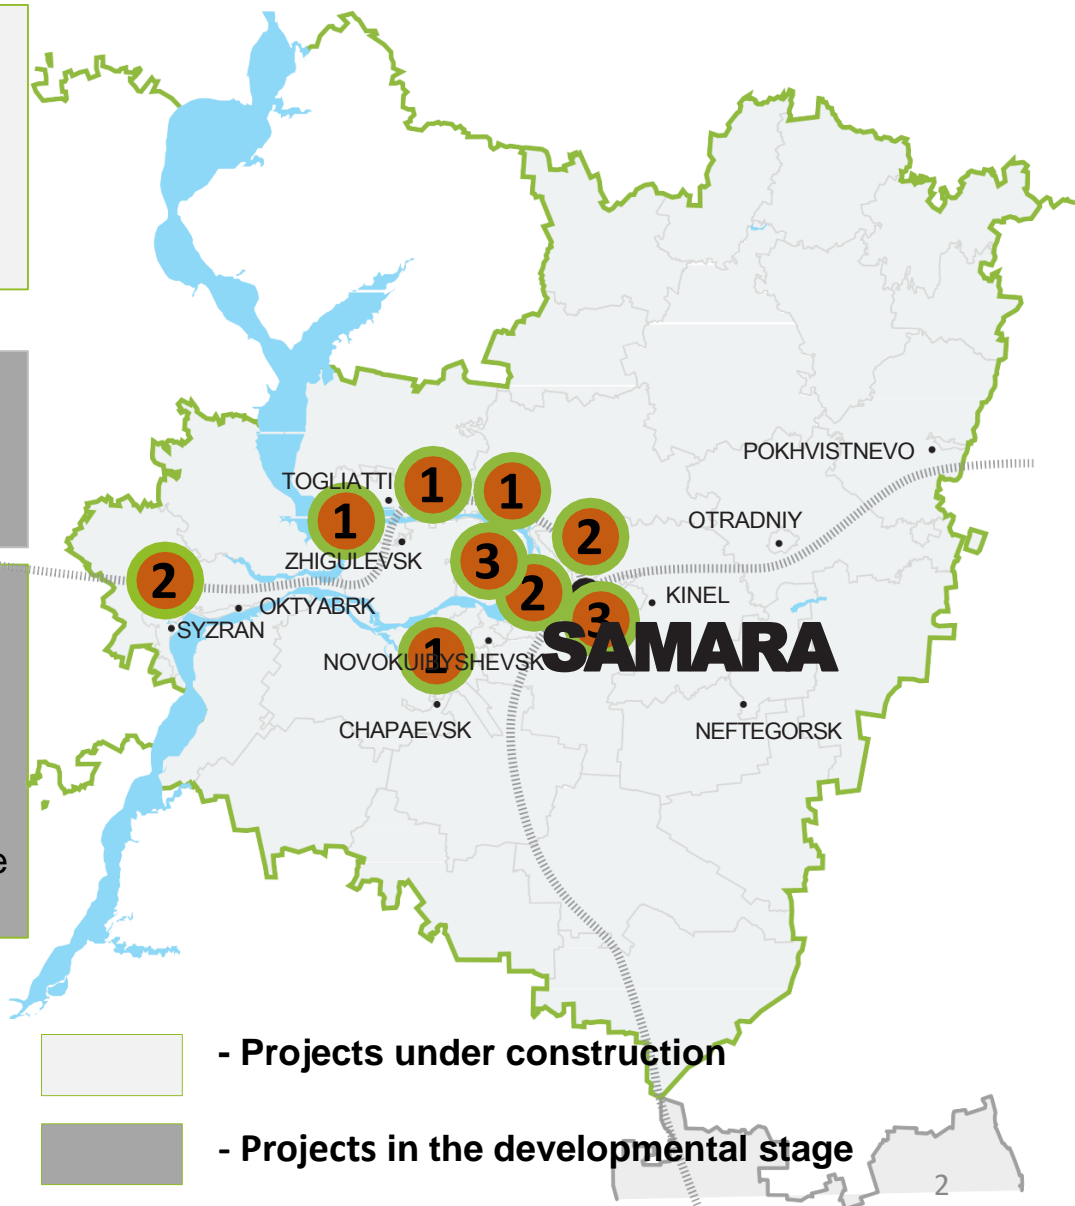 POKHVISTNEVO
TOGLIATTI
1
1
1
OTRADNIY
2
ZHIGULEVSK
3
2
2
OKTYABRK
KINEL
SYZRAN
3
SAMARA
1
NOVOKUIBYSHEVSK
CHAPAEVSK
NEFTEGORSK
e
- Projects under construction
- Projects in the developmental stage
2